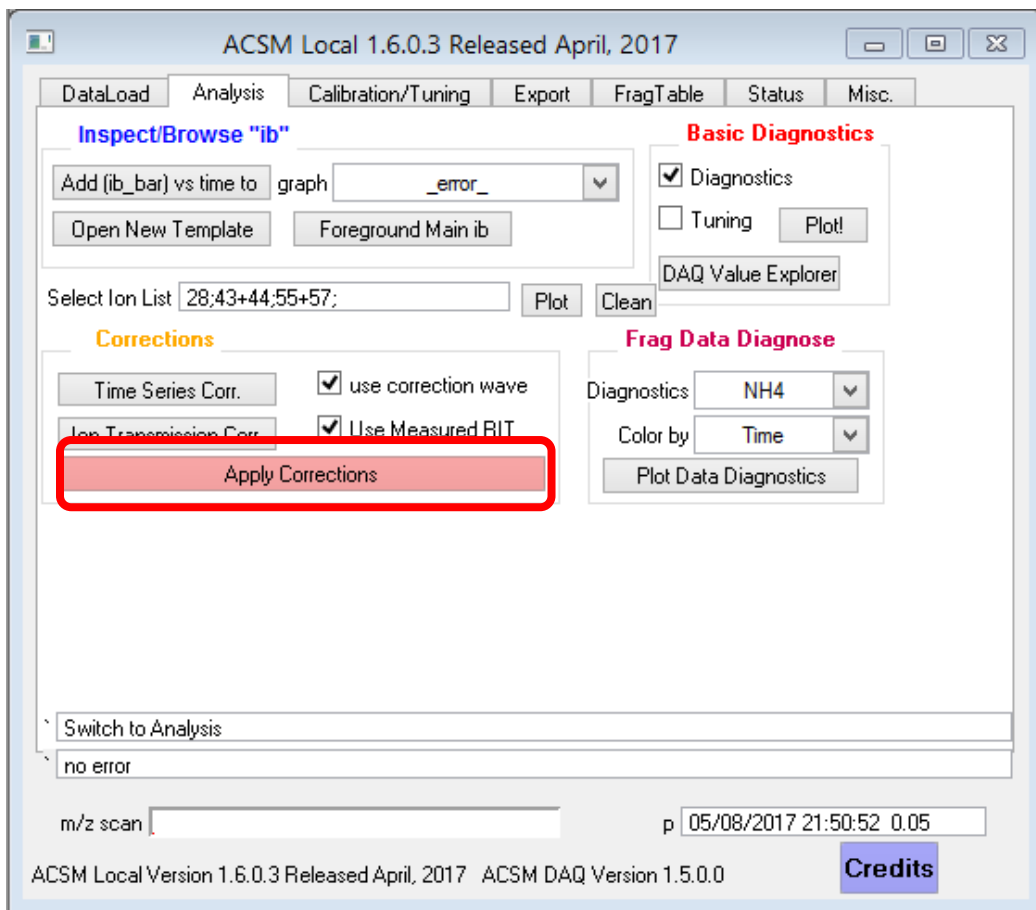 ACSM Local 1.6.0.3 Released April, 2017
DataLoad Analysis Calibration/Tuning Export FragTable Status Misc.
Inspect/Browse "ib"
Add (ib_bar) vs time to graph _error_
Open New Template Foreground Main ib
Basic Diagnostics
Diagnostics
Tuning Plot!
DAQ Value Explorer
Select Ion List 28;43+44;55+57; Plot Clean
Corrections
Time Series Corr. use correction wave
Ion Transmission Corr. Use Measured RIT
Apply Corrections
Frag Data Diagnose
Diagnostics NH4
Color by Time
Plot Data Diagnostics
` Switch to Analysis
` no error
m/z scan p 05/08/2017 21:50:52 0.05
ACSM Local Version 1.6.0.3 Released April, 2017 ACSM DAQ Version 1.5.0.0
Credits